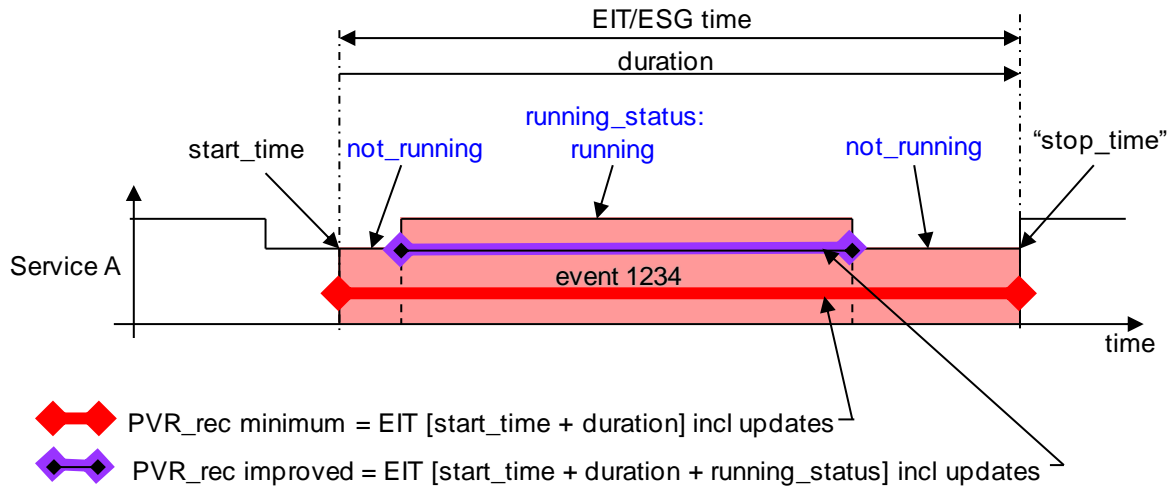 EIT/ESG time
duration
running_status:
running
start_time
not_running
not_running
“stop_time”
Service A
event 1234
time
PVR_rec minimum = EIT [start_time + duration] incl updates
PVR_rec improved = EIT [start_time + duration + running_status] incl updates